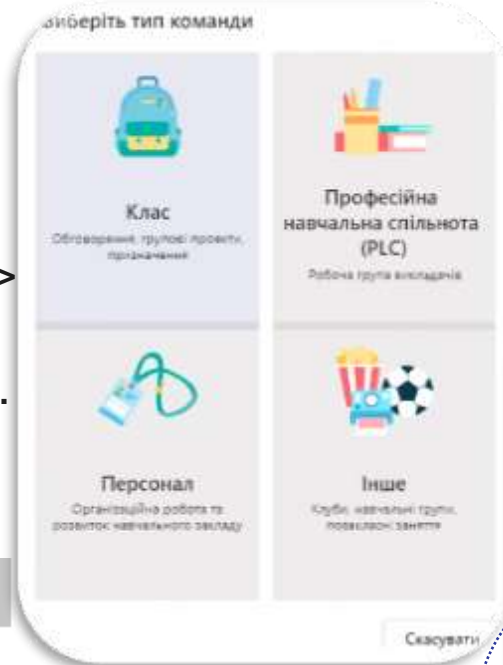 Виберіть тип команди
Клас
Обговорення, групові проекти,
призначення
Професійна
навчальна спільнота
(PLC)
Робоча група викладачів
>
.
Персонал
Організаційна робота та
розвиток навчального закладу
Інше
Клуби, навчальні групи,
позакласні заняття
Скасувати